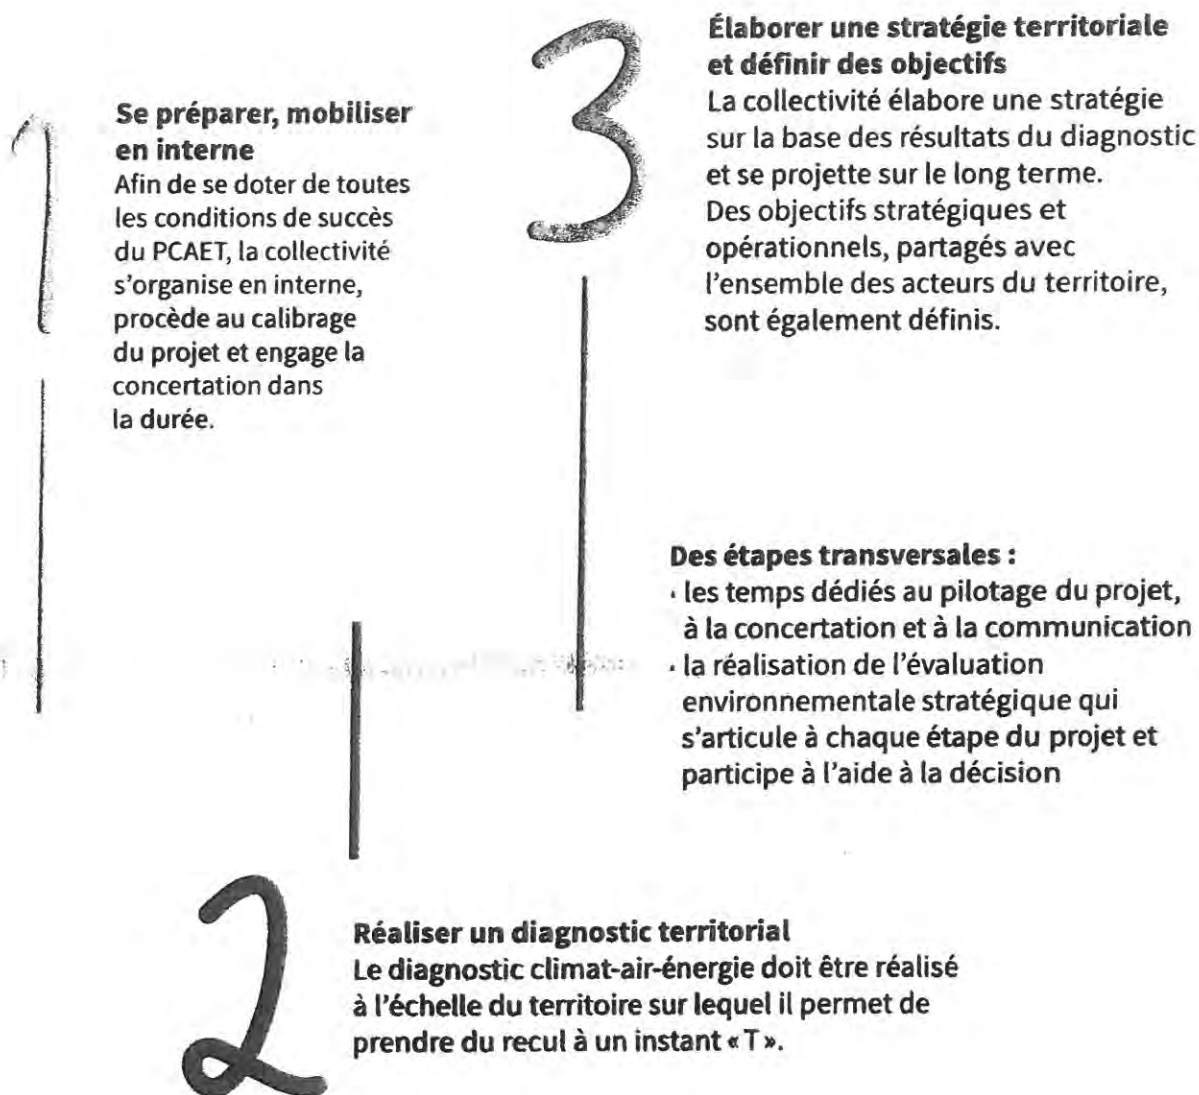 1
Se préparer, mobiliser
en interne
Afin de se doter de toutes
les conditions de succès
du PCAET, la collectivité
s’organise en interne,
procède au calibrage
du projet et engage la
concertation dans
la durée.
2
Réaliser un diagnostic territorial
Le diagnostic climat-air-énergie doit être réalisé
à l’échelle du territoire sur lequel il permet de
prendre du recul à un instant « T ».
3
Élaborer une stratégie territoriale
et définir des objectifs
La collectivité élabore une stratégie
sur la base des résultats du diagnostic
et se projette sur le long terme.
Des objectifs stratégiques et
opérationnels, partagés avec
l’ensemble des acteurs du territoire,
sont également définis.
Des étapes transversales :
· les temps dédiés au pilotage du projet,
à la concertation et à la communication
· la réalisation de l’évaluation
environnementale stratégique qui
s’articule à chaque étape du projet et
participe à l’aide à la décision